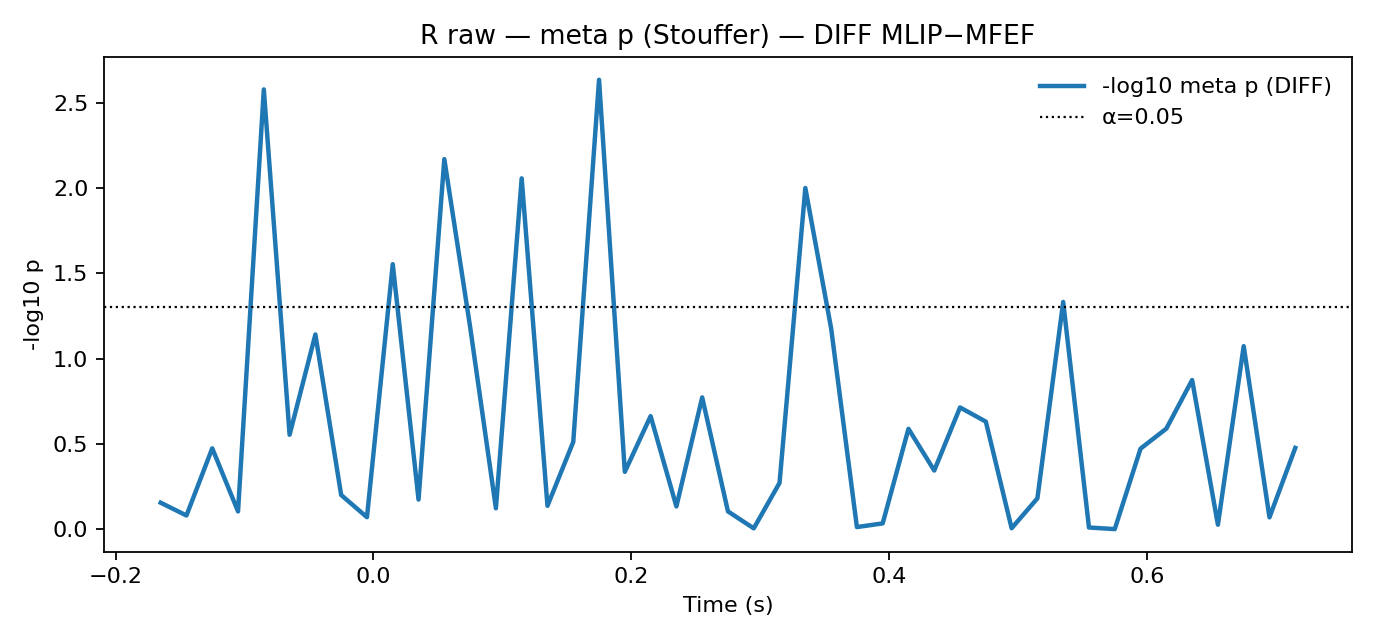 R raw — meta p (Stouffer) — DIFF MLIP−MFEF
-log10 meta p (DIFF)
α=0.05
2.5
2.0
1.5
1.0
0.5
0.0
-log10 p
−0.2 0.0 0.2 0.4 0.6
Time (s)